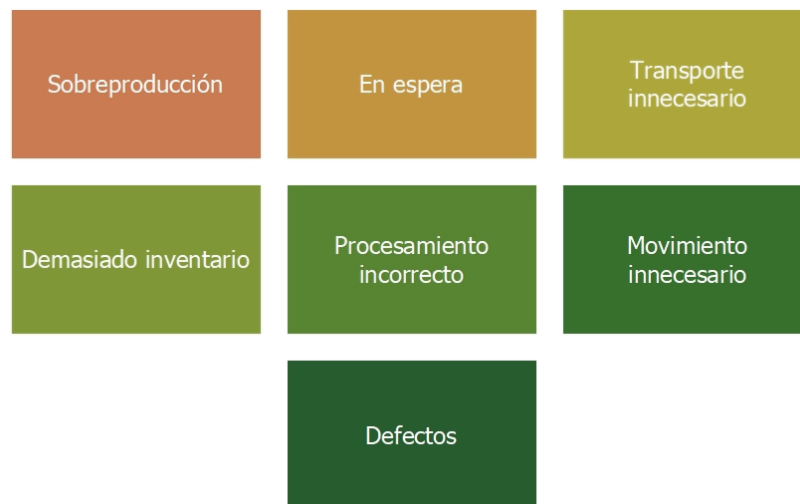 Sobreproducción
En espera
Transporte
innecesario
Demasiado inventario
Procesamiento
incorrecto
Movimiento
innecesario
Defectos